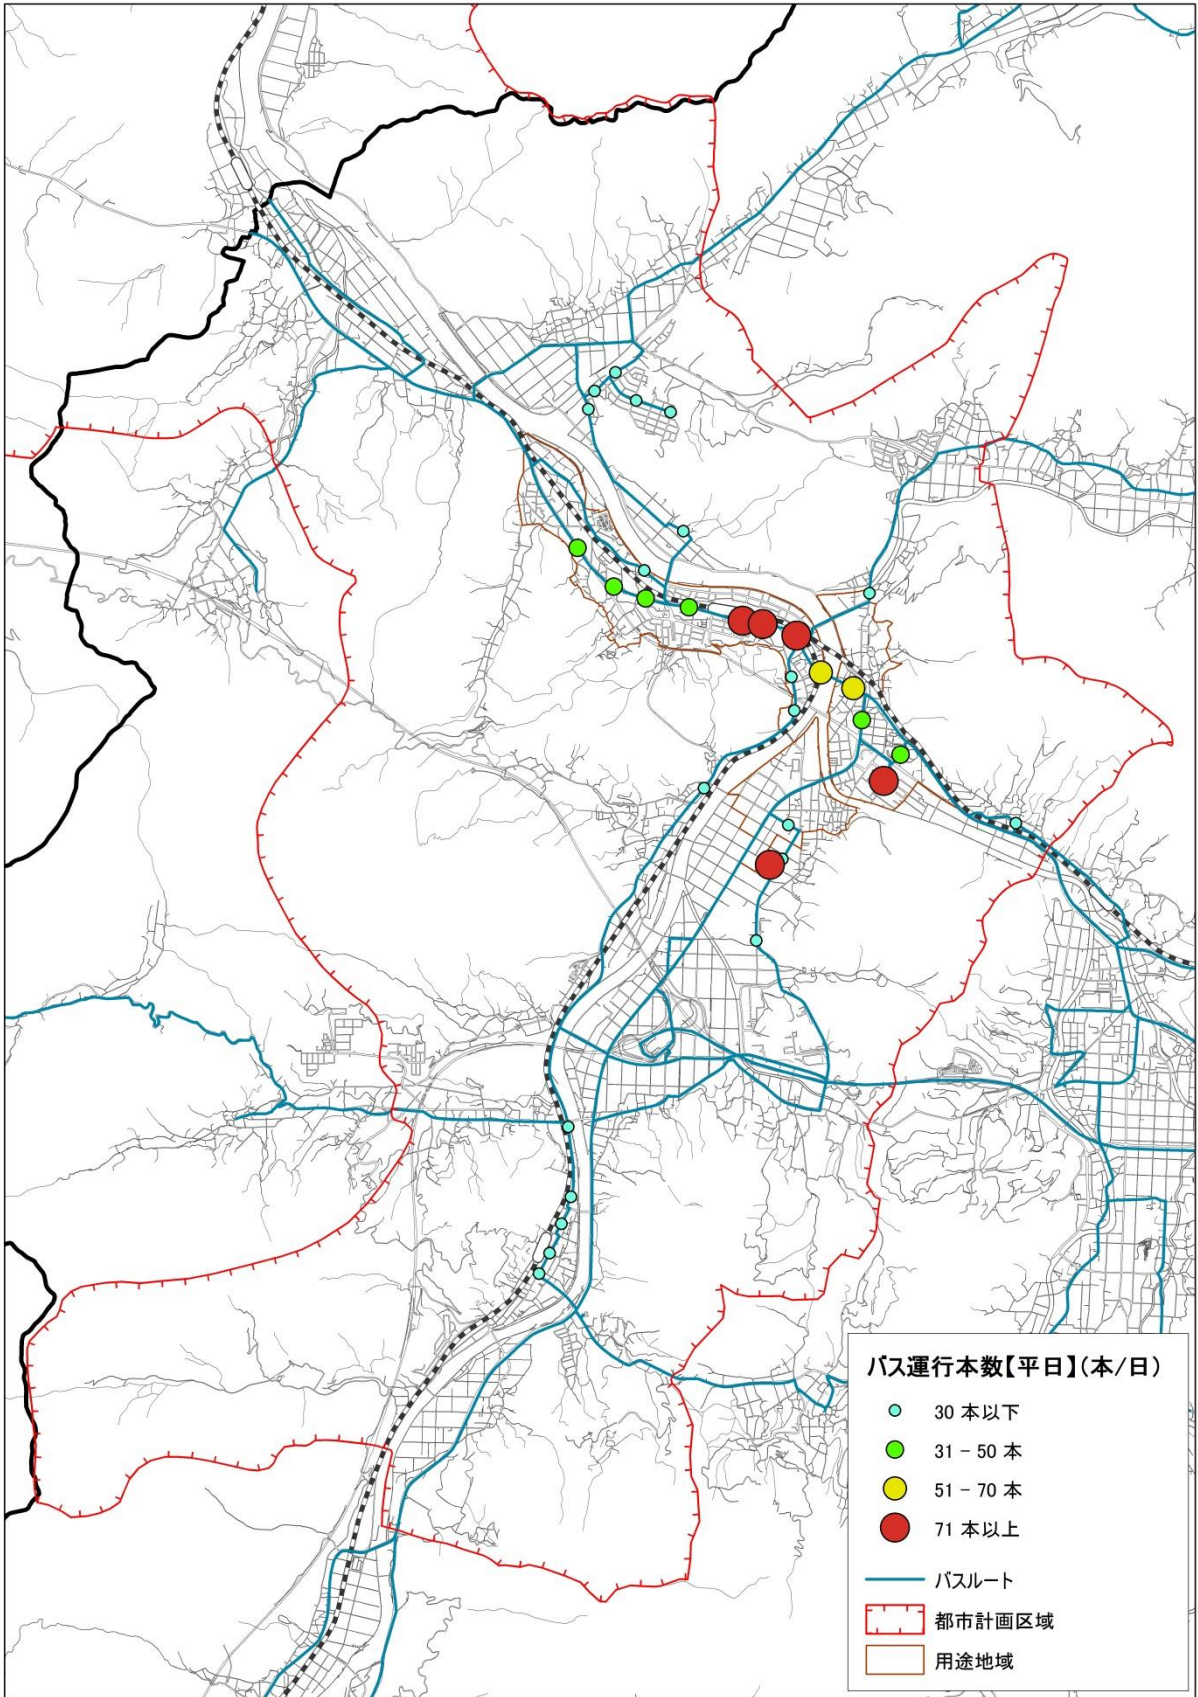 バス運行本数【平日】(本/日)
30 本以下
31 - 50 本
51 - 70 本
71 本以上
バスルート
都市計画区域
用途地域